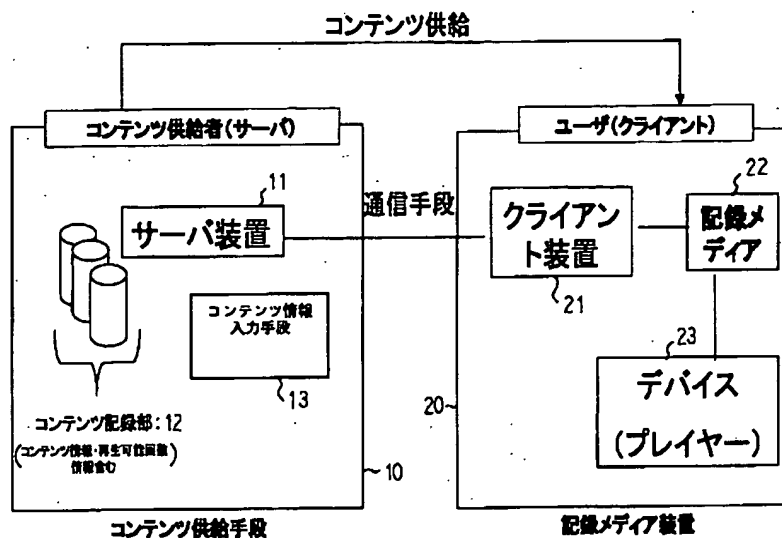 コンテンツ供給
コンテンツ供給者(サーバ)
ユーザ(クライアント)
11
サーバ装置
通信手段
クライアン
ト装置
21
22
記録メ
ディア
コンテンツ情報
入力手段
13
23
デバイス
(プレイヤー)
コンテンツ記録部:12
(コンテンツ情報・再生可能回数
情報含む)
10
20
コンテンツ供給手段
記録メディア装置